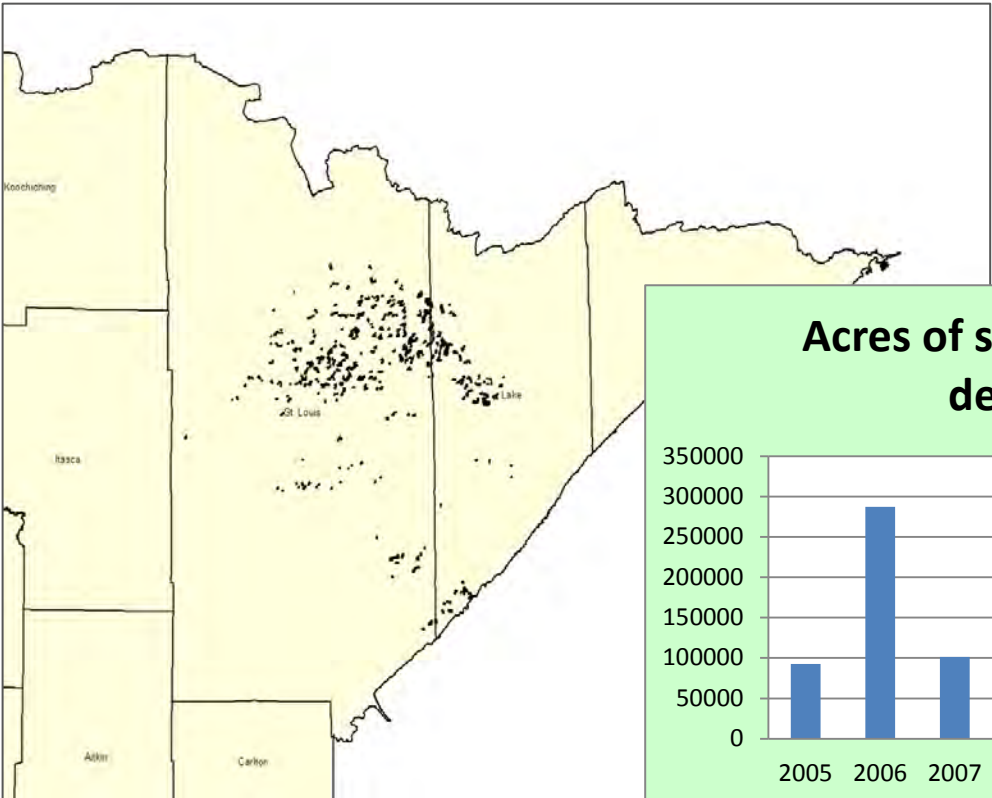 Koochiching
Itasca
St. Louis
Lake
Aitkin
Carlton
Acres of s
de
350000
300000
250000
200000
150000
100000
50000
0
2005 2006 2007